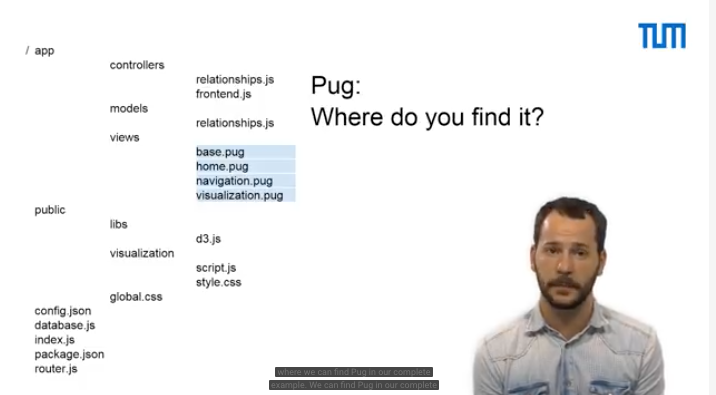 TUM
/ app
controllers
relationships.js
frontend.js
models
relationships.js
views
base.pug
home.pug
navigation.pug
visualization.pug
public
libs
d3.js
visualization
script.js
style.css
global.css
config.json
database.js
index.js
package.json
router.js
Pug:
Where do you find it?
where we can find Pug in our complete
example. We can find Pug in our complete